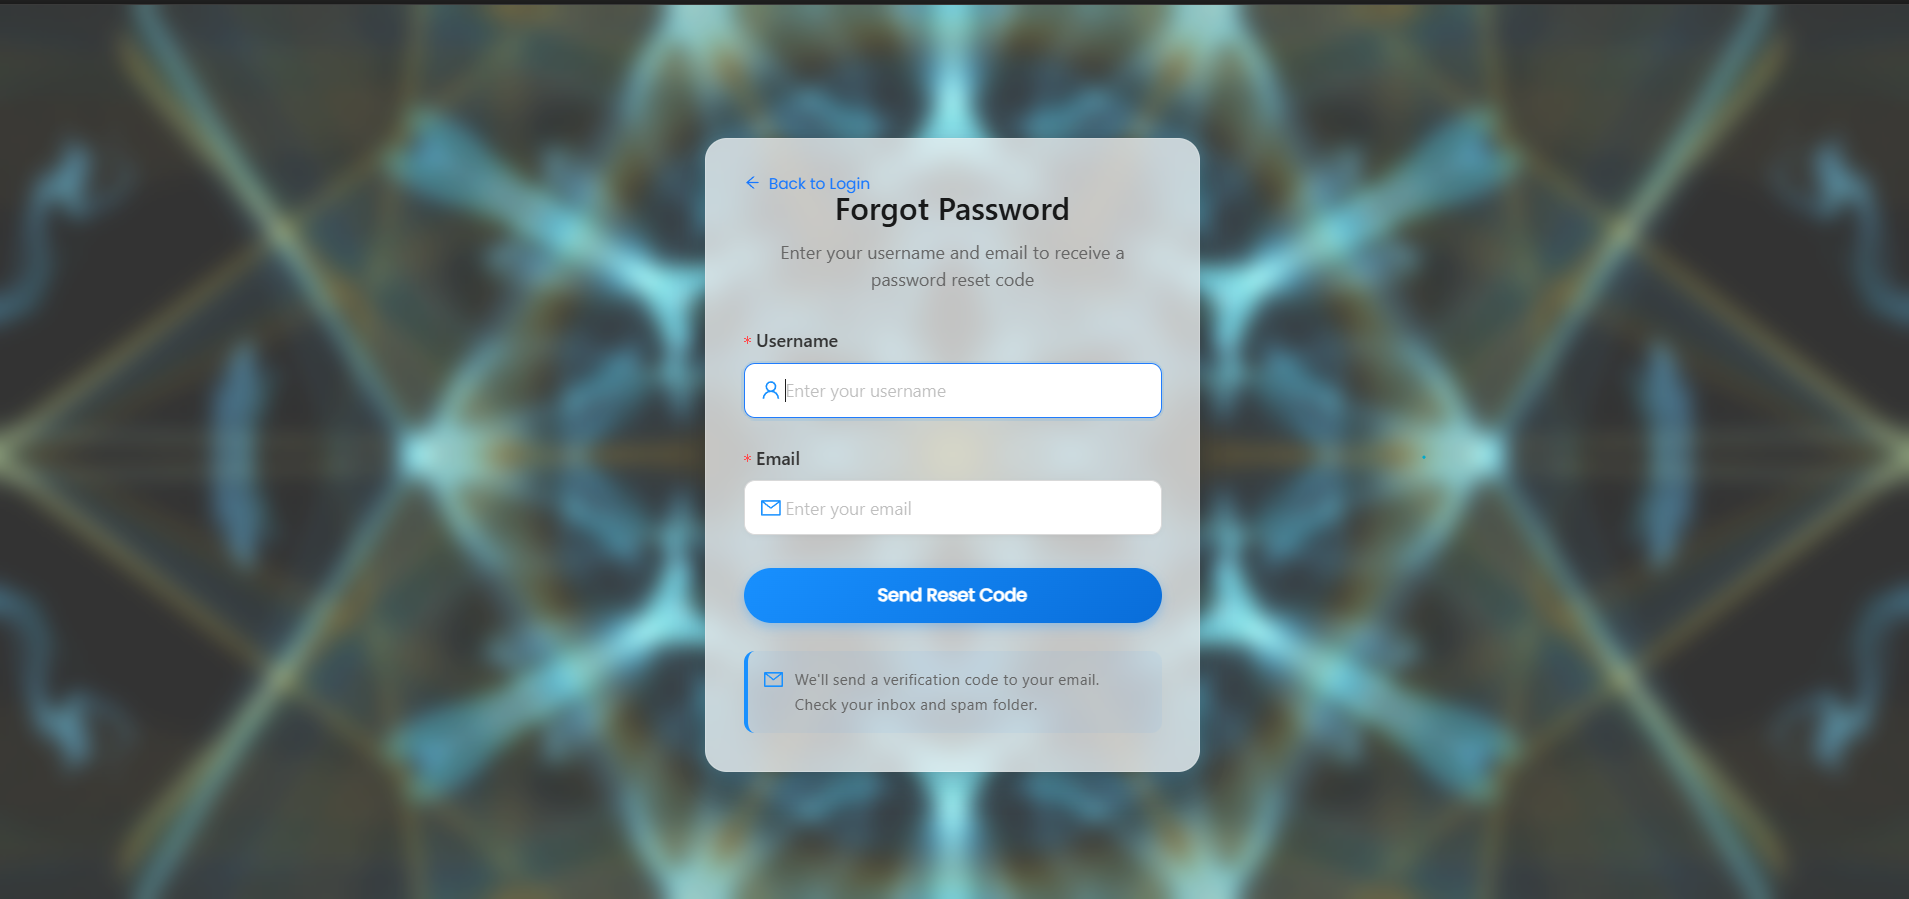 Back to Login
Forgot Password
Enter your username and email to receive a
password reset code
* Username
Enter your username
* Email
Enter your email
Send Reset Code
We'll send a verification code to your email.
Check your inbox and spam folder.